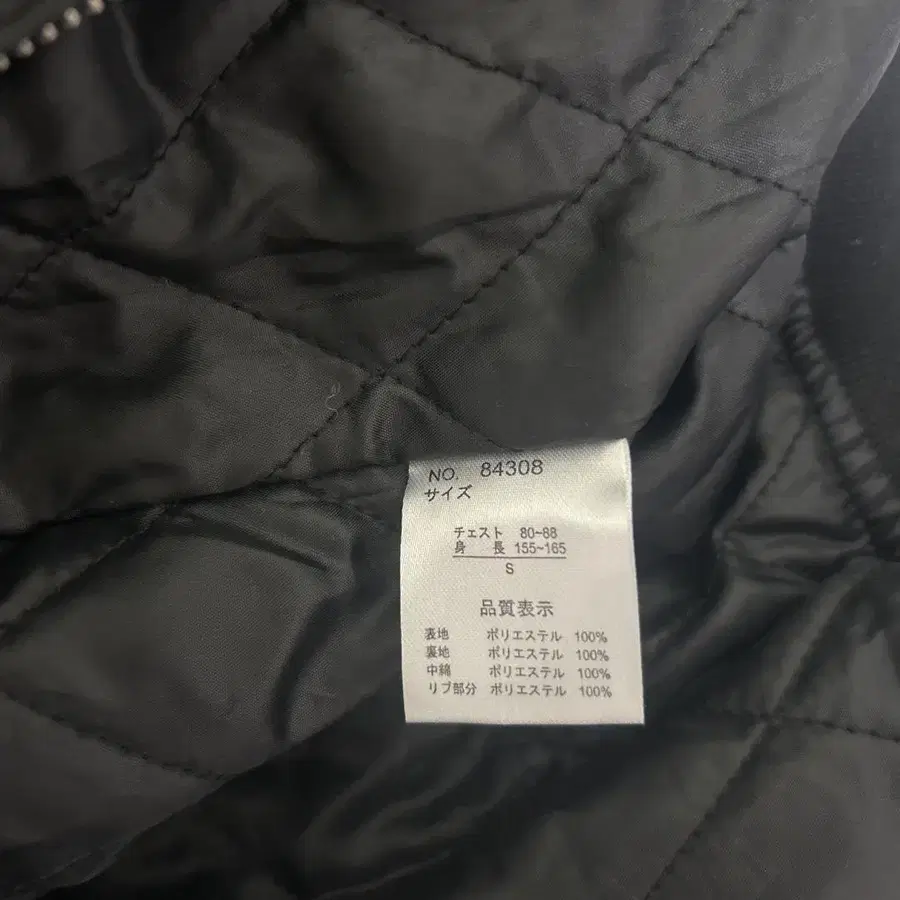 NO. 84308
サイズ
チェスト 80~88
身 長 155~165
S
品質表示
表地 ポリエステル 100%
裏地 ポリエステル 100%
中綿 ポリエステル 100%
リブ部分 ポリエステル 100%